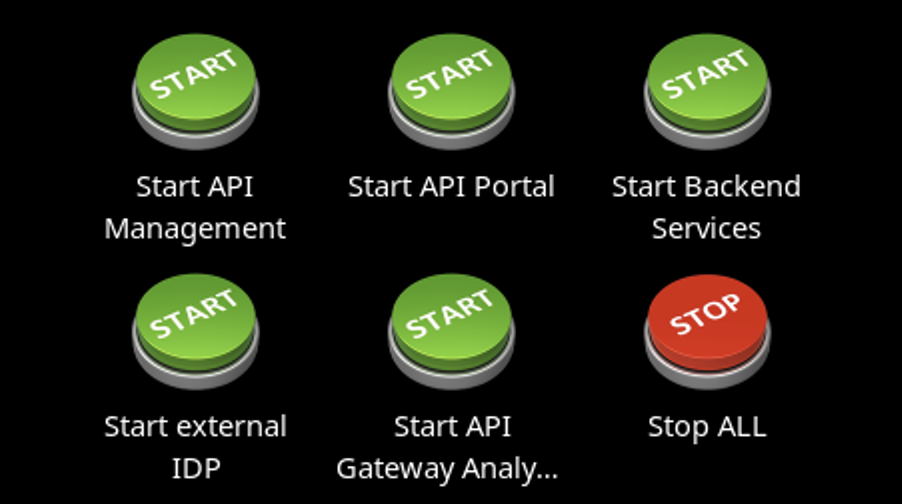 START START START
Start API Start API Portal Start Backend
Management Services
START START STOP
Start external Start API Stop ALL
IDP Gateway Analy...